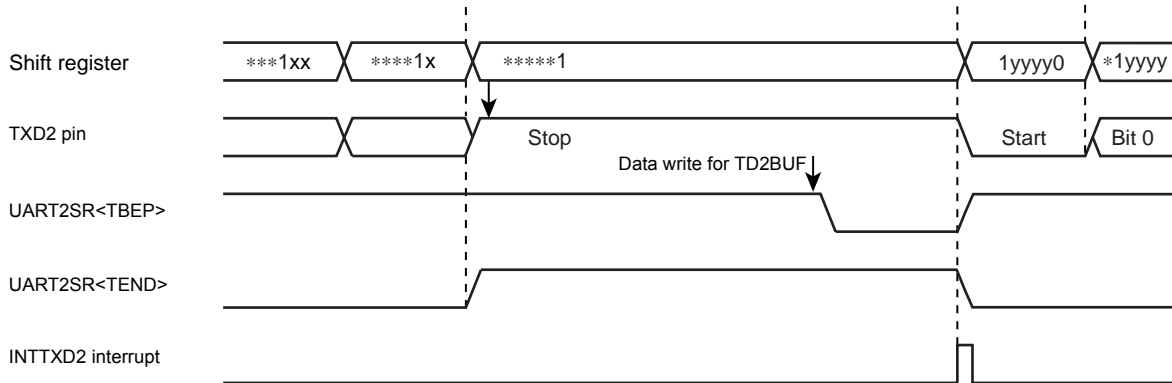 Shift register ***1xx ****1x *****1 1yyyy0 *1yyyy
TXD2 pin Stop Start Bit 0
Data write for TD2BUF
UART2SR<TBEP>
UART2SR<TEND>
INTTXD2 interrupt